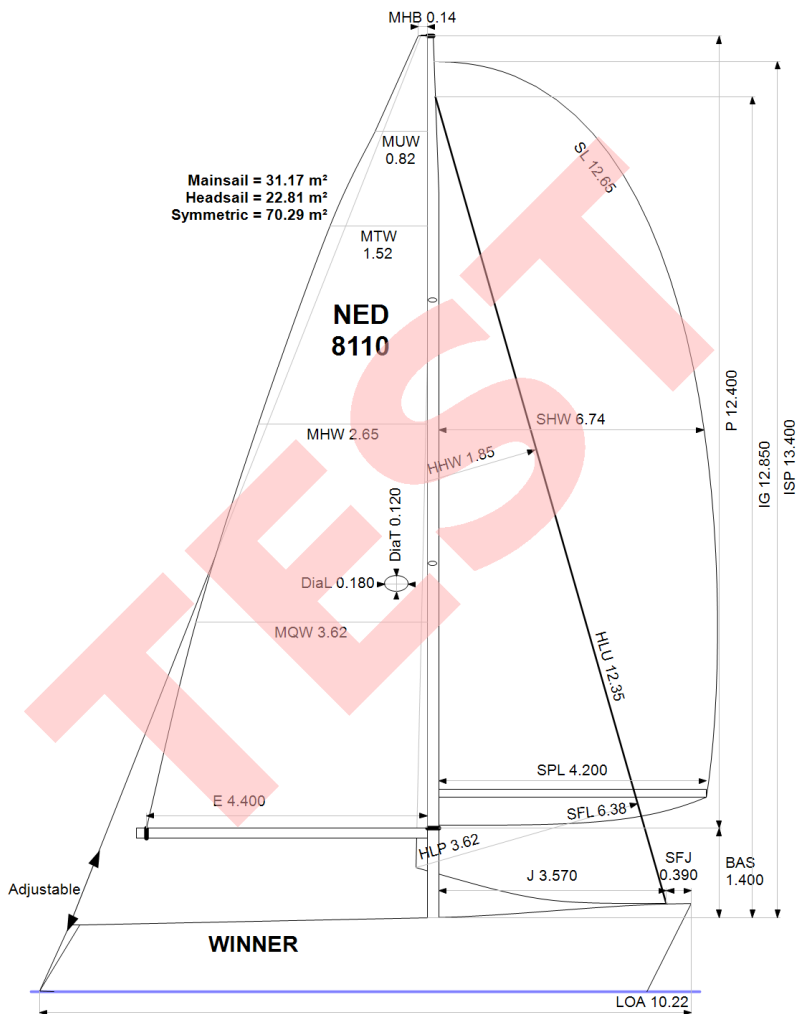 MHB 0.14
MUW
0.82
SL 12.65
Mainsail = 31.17 m²
Headsail = 22.81 m²
Symmetric = 70.29 m²
MTW
1.52
NED
8110
P 12.400
IG 12.850
ISP 13.400
MHW 2.65
SHW 6.74
HHW 1.85
DiaT 0.120
DiaL 0.180
MQW 3.62
HLU 12.35
E 4.400
SPL 4.200
SFL 6.38
HLP 3.62
J 3.570
SFJ
0.390
BAS
1.400
Adjustable
WINNER
LOA 10.22
TEST